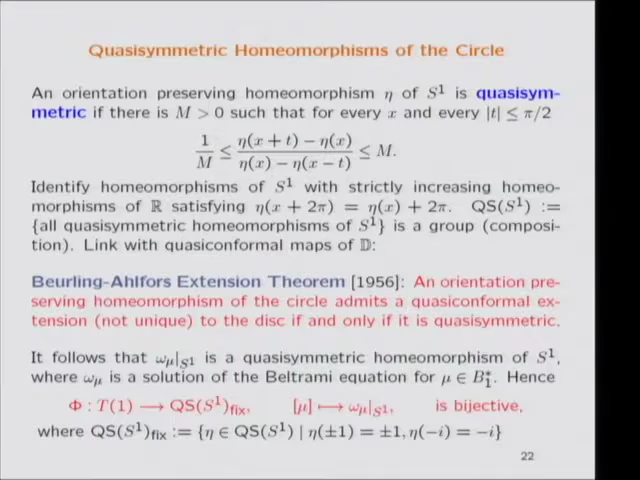 Quasisymmetric Homeomorphisms of the Circle
An orientation preserving homeomorphism η of S¹ is quasisym-
metric if there is M > 0 such that for every x and every |t| ≤ π/2
1/M ≤ (η(x + t) − η(x))/(η(x) − η(x − t)) ≤ M.
Identify homeomorphisms of S¹ with strictly increasing homeo-
morphisms of ℝ satisfying η(x + 2π) = η(x) + 2π. QS(S¹) :=
{all quasisymmetric homeomorphisms of S¹} is a group (composi-
tion). Link with quasiconformal maps of 𝔻:
Beurling-Ahlfors Extension Theorem [1956]: An orientation pre-
serving homeomorphism of the circle admits a quasiconformal ex-
tension (not unique) to the disc if and only if it is quasisymmetric.
It follows that ω_μ|_{S¹} is a quasisymmetric homeomorphism of S¹,
where ω_μ is a solution of the Beltrami equation for μ ∈ B₁*. Hence
Φ : T(1) ⟶ QS(S¹)_fix, [μ] ⟼ ω_μ|_{S¹}, is bijective,
where QS(S¹)_fix := {η ∈ QS(S¹) | η(±1) = ±1, η(−i) = −i}
22